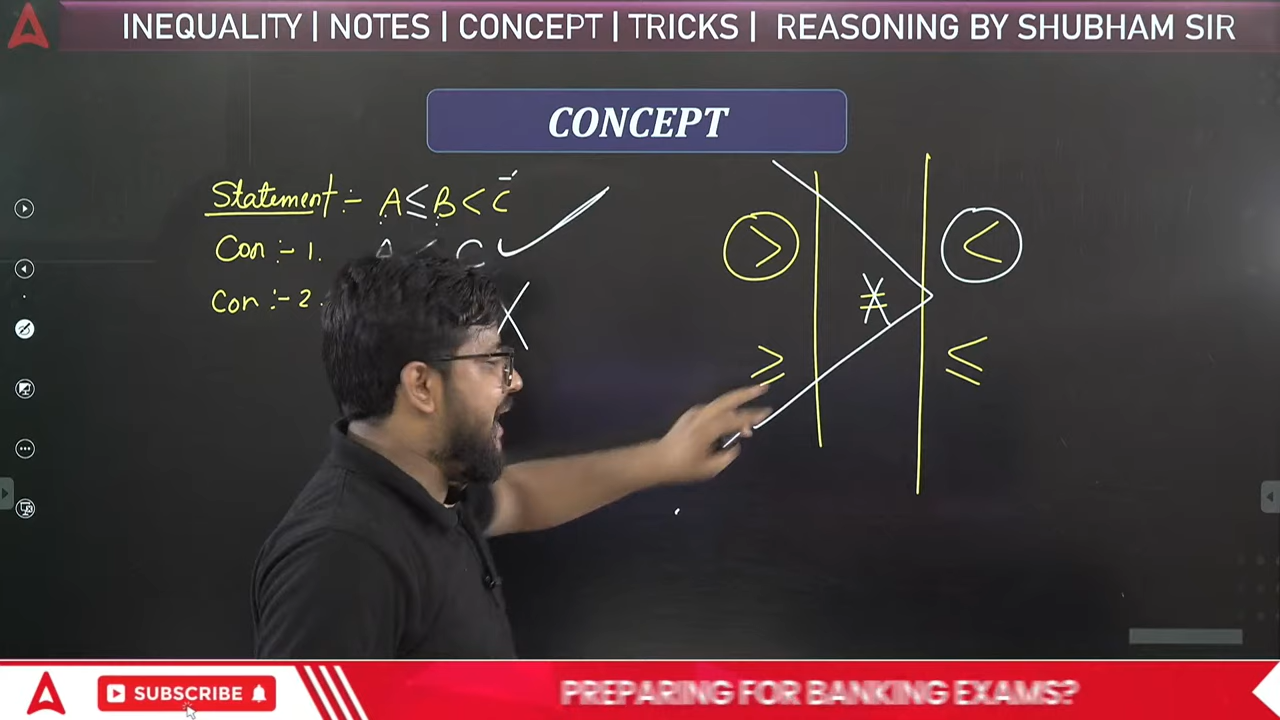 INEQUALITY | NOTES | CONCEPT | TRICKS | REASONING BY SHUBHAM SIR
CONCEPT
Statement :- A ≤ B < C
Con :- 1. A < C
Con :- 2.
> <
=
≥ ≤
SUBSCRIBE
PREPARING FOR BANKING EXAMS?